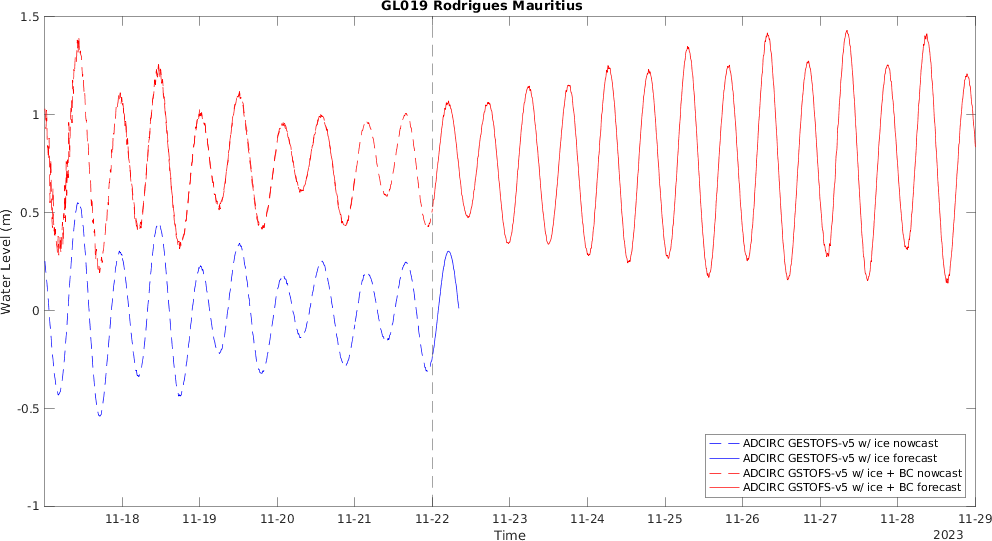 GL019 Rodrigues Mauritius
Water Level (m)
1.5
1
0.5
0
-0.5
-1
ADCIRC GESTOFS-v5 w/ ice nowcast
ADCIRC GESTOFS-v5 w/ ice forecast
ADCIRC GSTOFS-v5 w/ ice + BC nowcast
ADCIRC GSTOFS-v5 w/ ice + BC forecast
11-18 11-19 11-20 11-21 11-22 11-23 11-24 11-25 11-26 11-27 11-28 11-29
Time
2023